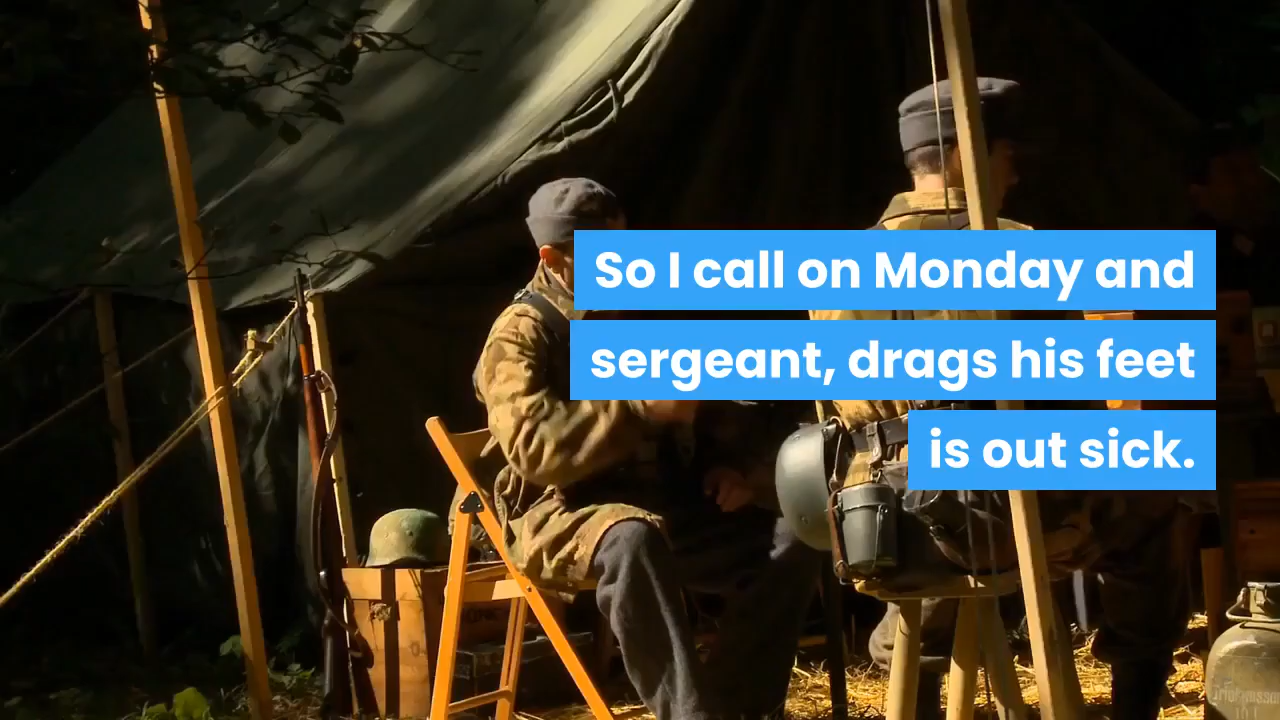 So I call on Monday and
sergeant, drags his feet
is out sick.